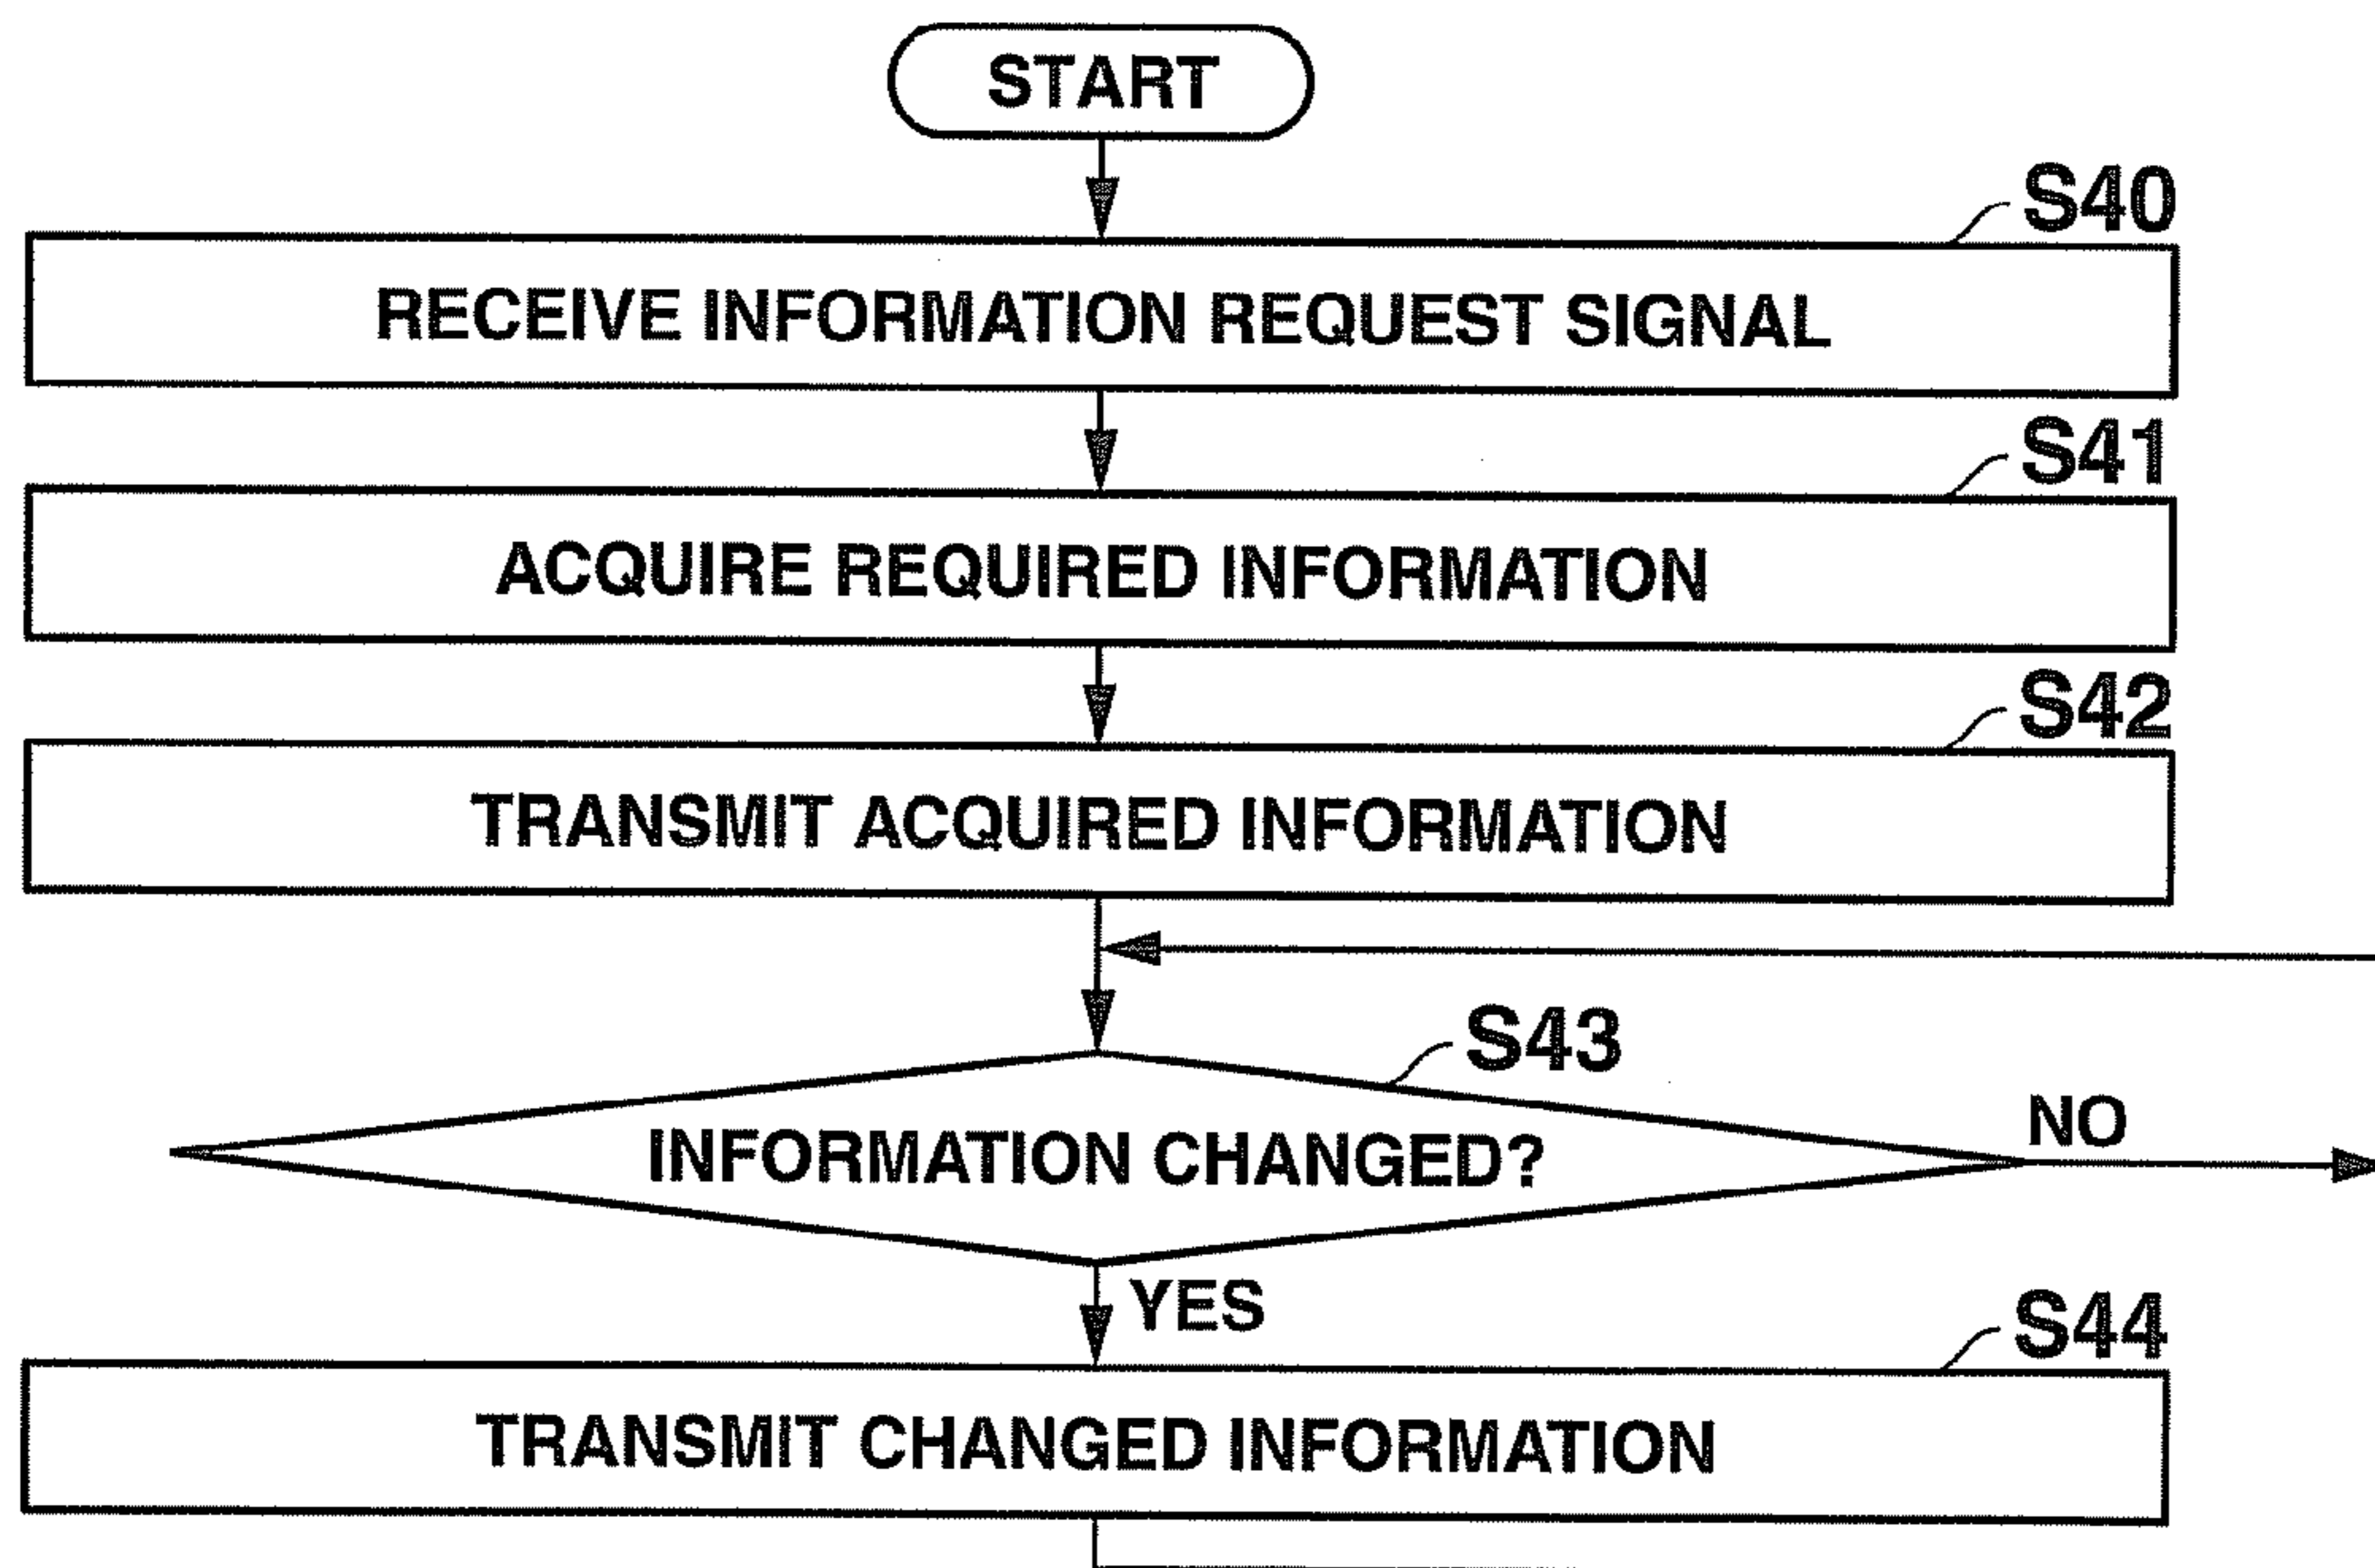 START
S40
RECEIVE INFORMATION REQUEST SIGNAL
S41
ACQUIRE REQUIRED INFORMATION
S42
TRANSMIT ACQUIRED INFORMATION
S43
INFORMATION CHANGED?
NO
YES
S44
TRANSMIT CHANGED INFORMATION